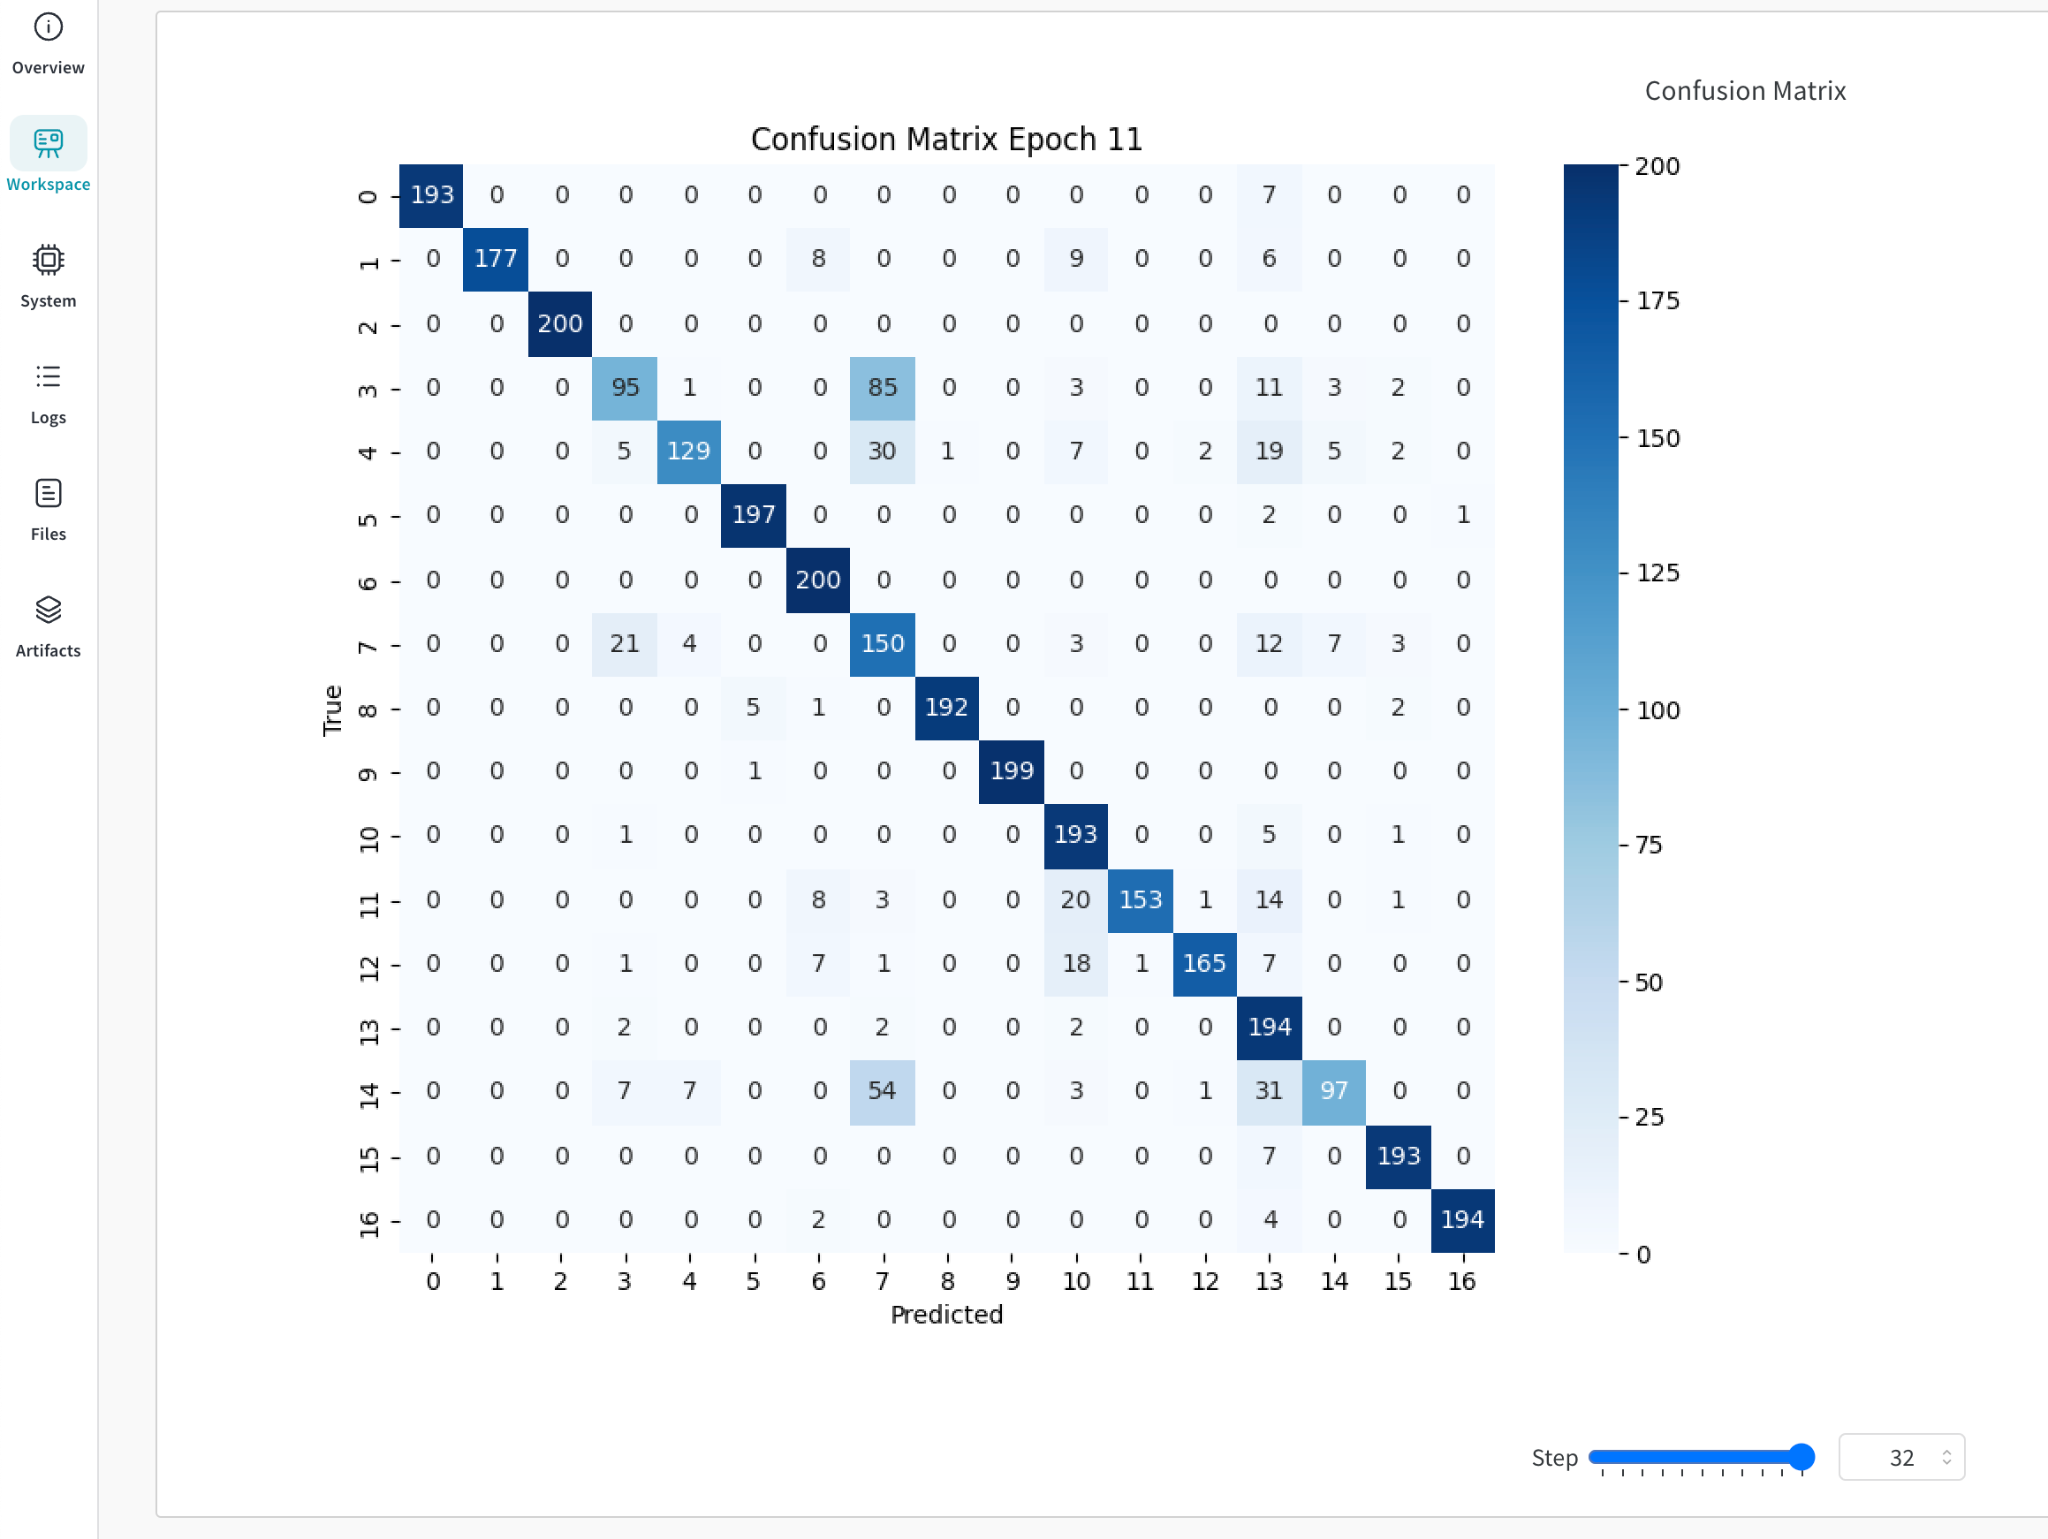 Overview
Workspace
System
Logs
Files
Artifacts
Confusion Matrix
Confusion Matrix Epoch 11
0 193 0 0 0 0 0 0 0 0 0 0 0 0 7 0 0 0
1 0 177 0 0 0 0 8 0 0 0 9 0 0 6 0 0 0
2 0 0 200 0 0 0 0 0 0 0 0 0 0 0 0 0 0
3 0 0 0 95 1 0 0 85 0 0 3 0 0 11 3 2 0
4 0 0 0 5 129 0 0 30 1 0 7 0 2 19 5 2 0
5 0 0 0 0 0 197 0 0 0 0 0 0 0 2 0 0 1
6 0 0 0 0 0 0 200 0 0 0 0 0 0 0 0 0 0
7 0 0 0 21 4 0 0 150 0 0 3 0 0 12 7 3 0
8 0 0 0 0 0 5 1 0 192 0 0 0 0 0 0 2 0
9 0 0 0 0 0 1 0 0 0 199 0 0 0 0 0 0 0
10 0 0 0 1 0 0 0 0 0 0 193 0 0 5 0 1 0
11 0 0 0 0 0 0 8 3 0 0 20 153 1 14 0 1 0
12 0 0 0 1 0 0 7 1 0 0 18 1 165 7 0 0 0
13 0 0 0 2 0 0 0 2 0 0 2 0 0 194 0 0 0
14 0 0 0 7 7 0 0 54 0 0 3 0 1 31 97 0 0
15 0 0 0 0 0 0 0 0 0 0 0 0 0 7 0 193 0
16 0 0 0 0 0 0 2 0 0 0 0 0 0 4 0 0 194
0 1 2 3 4 5 6 7 8 9 10 11 12 13 14 15 16
True
Predicted
200
175
150
125
100
75
50
25
0
Step 32